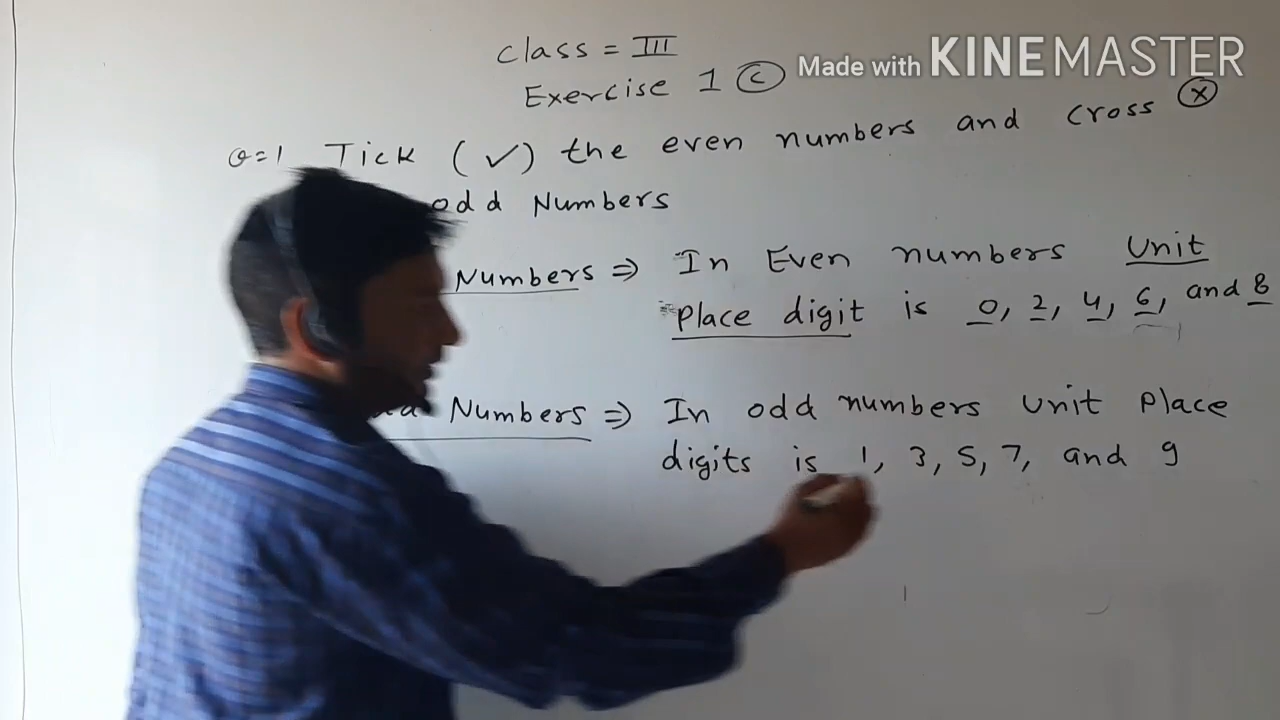 class = III
Made with KINEMASTER
Exercise 1 (C)
Q=1 Tick (✓) the even numbers and cross (X)
odd Numbers
Numbers ⇒ In Even numbers Unit
Place digit is 0, 2, 4, 6, and 8
Numbers ⇒ In odd numbers Unit Place
digits is 1, 3, 5, 7, and 9